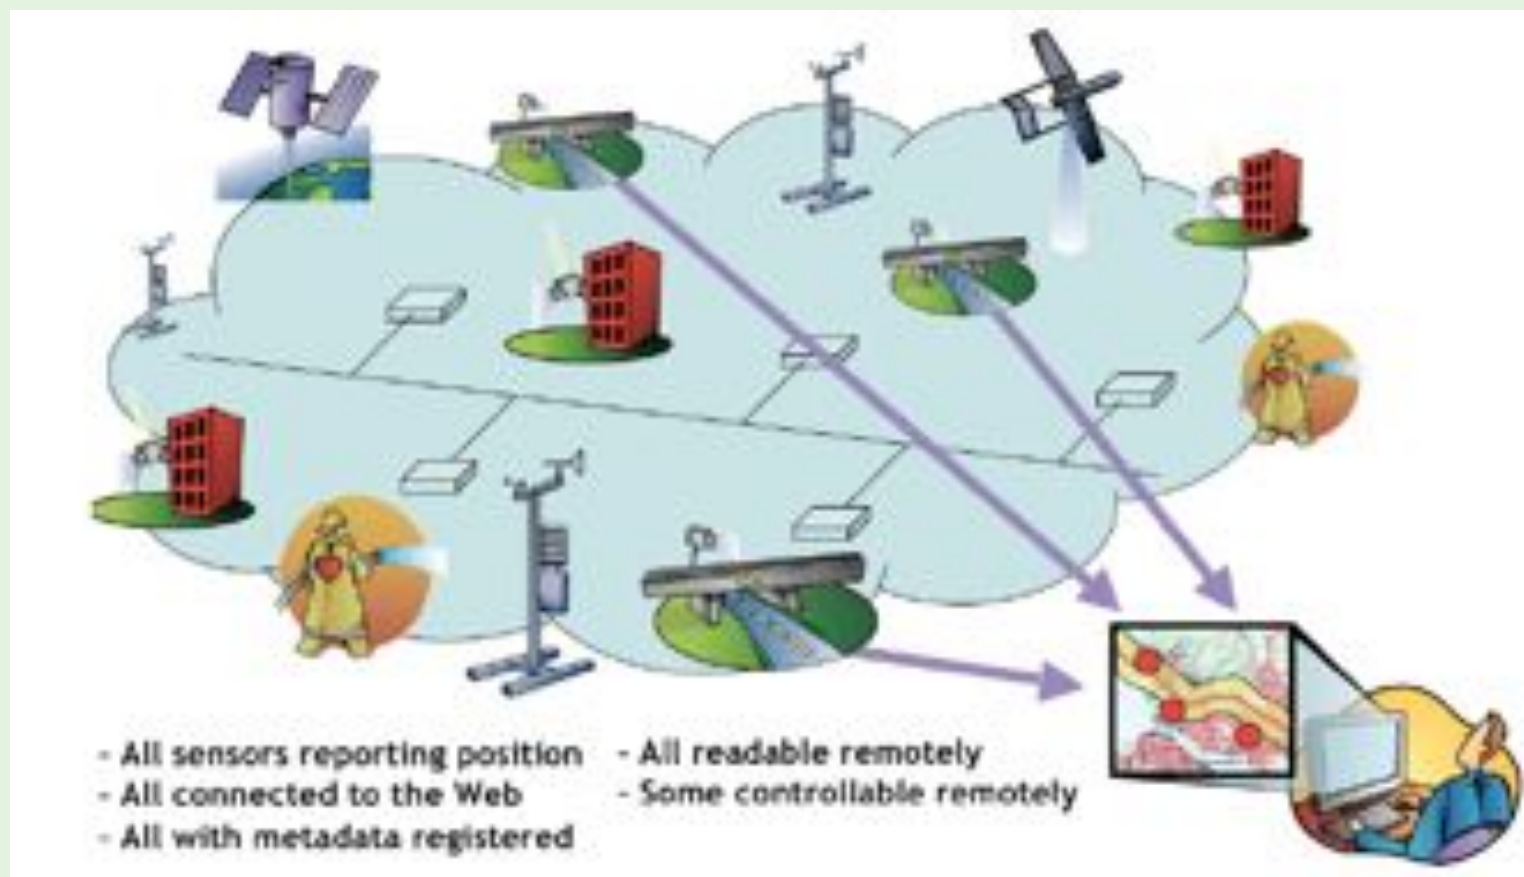 - All sensors reporting position
- All connected to the Web
- All with metadata registered
- All readable remotely
- Some controllable remotely